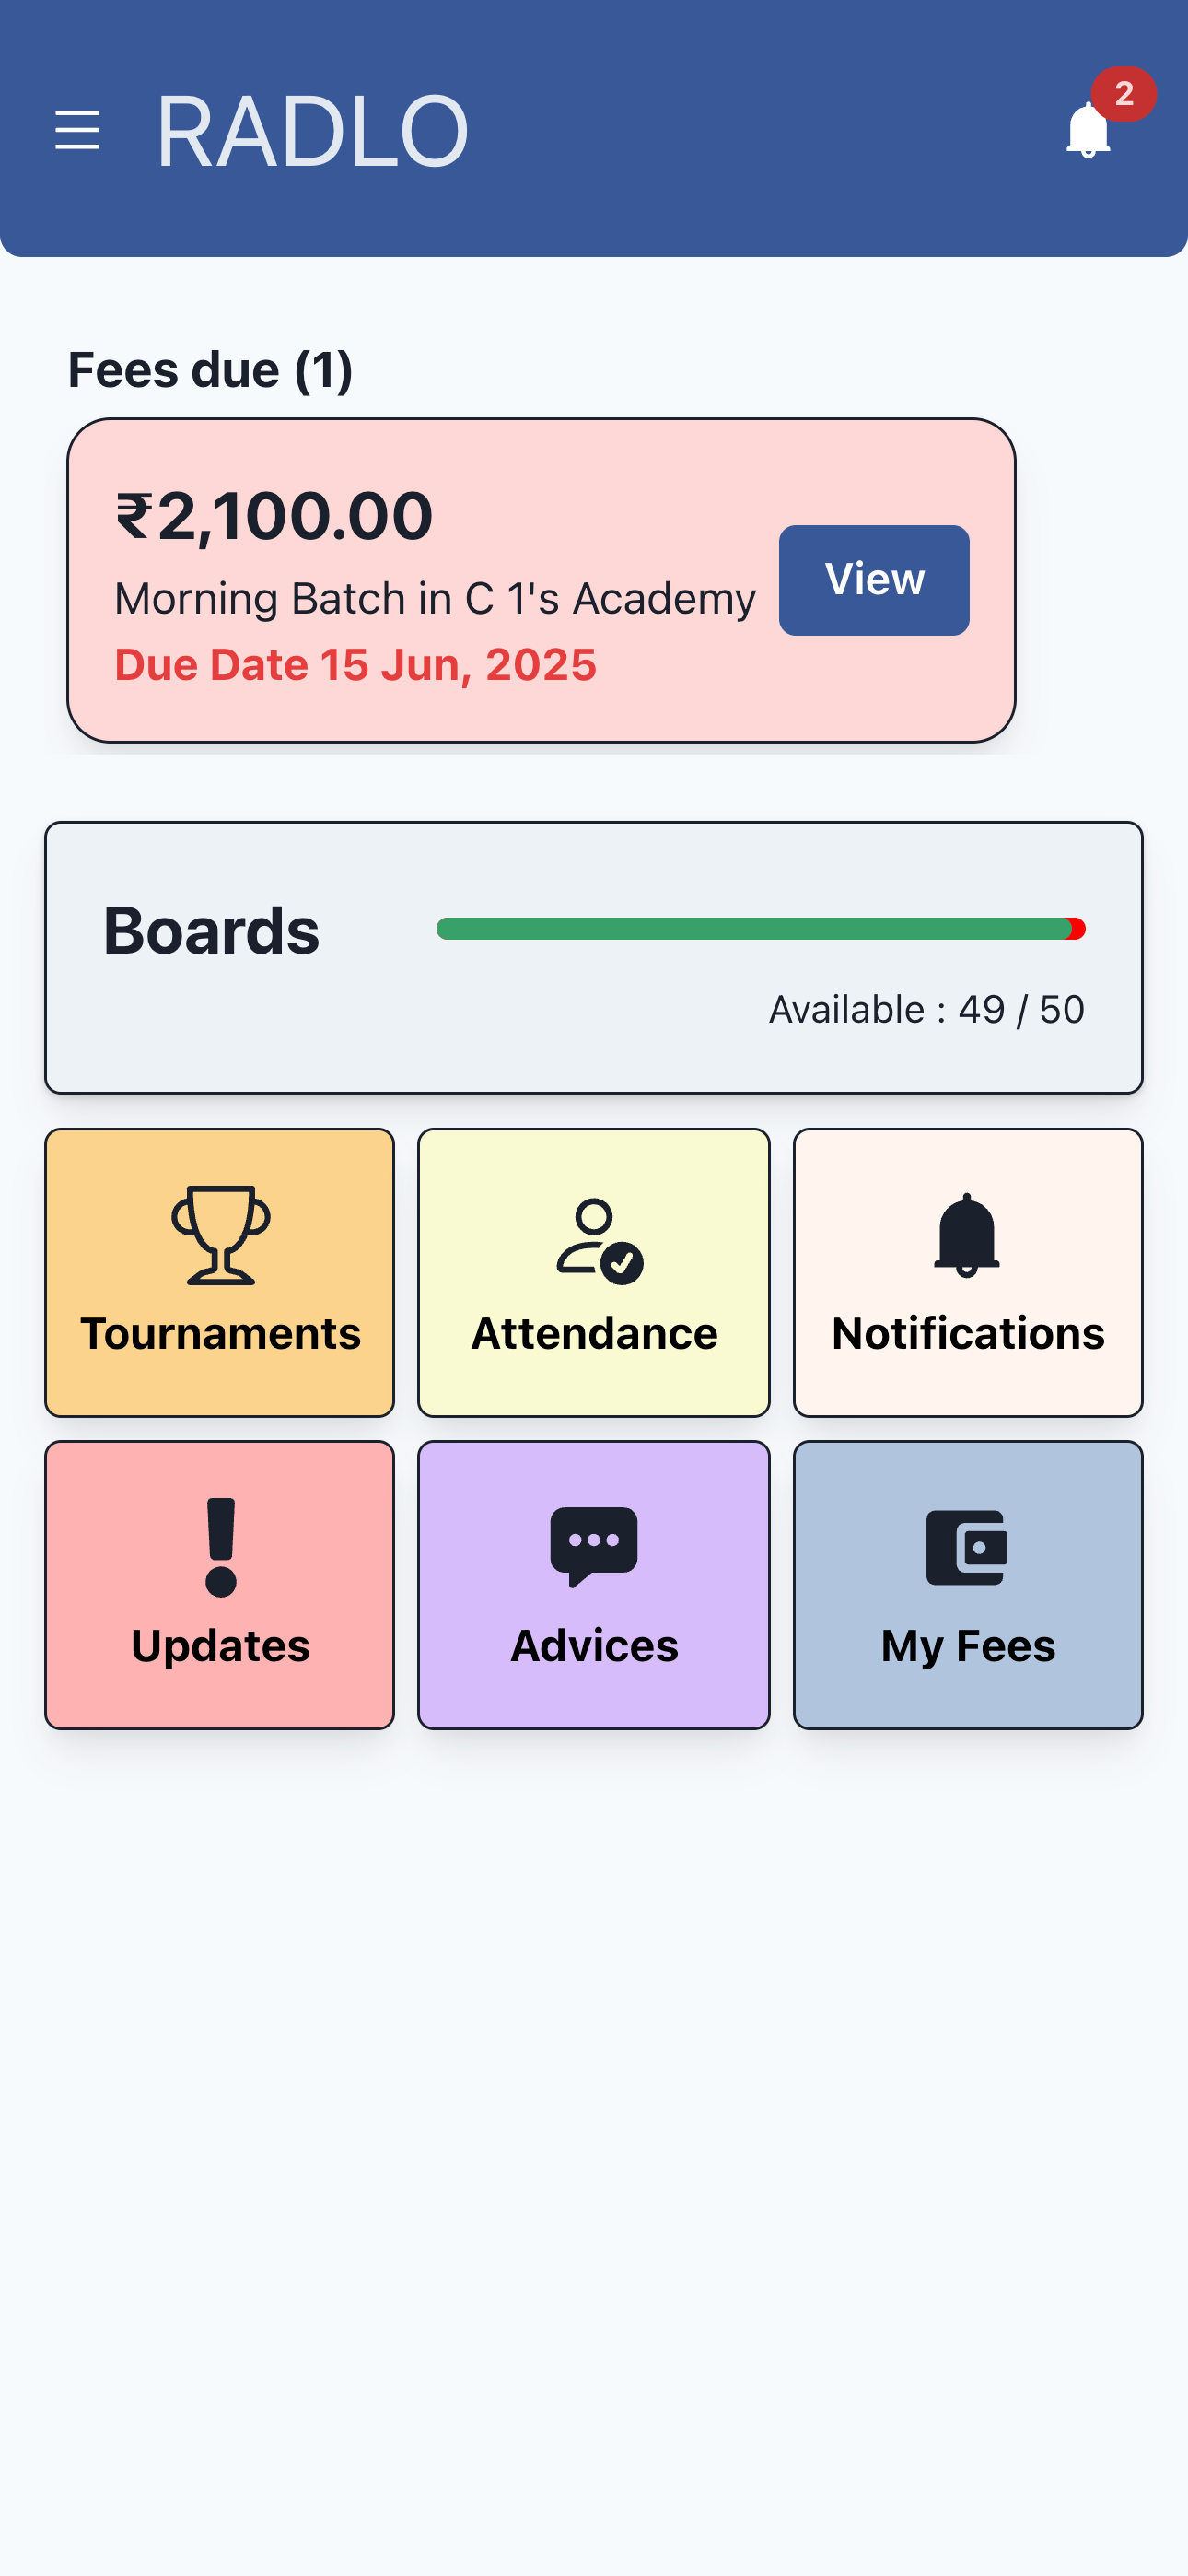 RADLO
2
Fees due (1)
₹2,100.00
Morning Batch in C 1's Academy
View
Due Date 15 Jun, 2025
Boards
Available : 49 / 50
Tournaments
Attendance
Notifications
Updates
Advices
My Fees